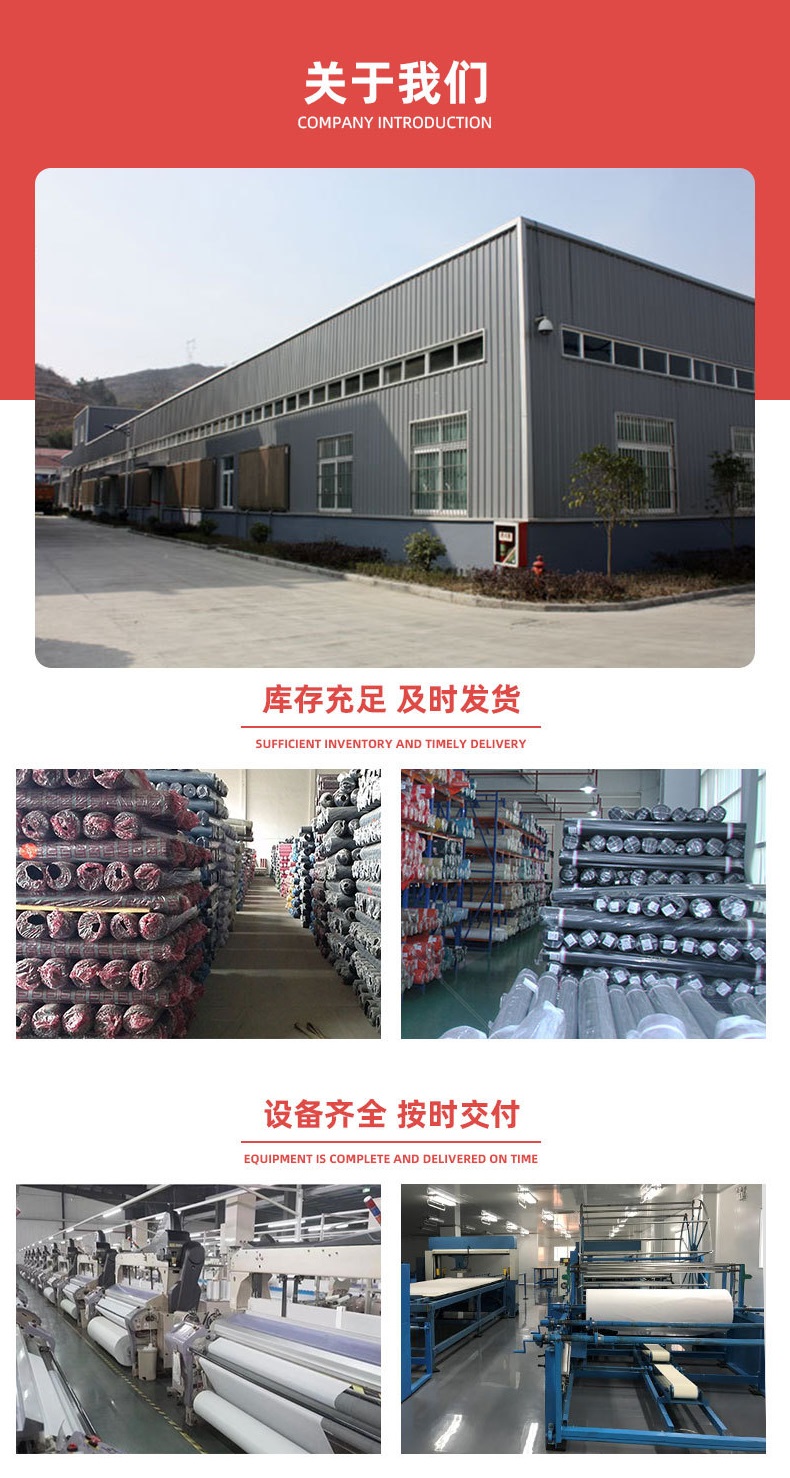 关于我们
COMPANY INTRODUCTION
库存充足 及时发货
SUFFICIENT INVENTORY AND TIMELY DELIVERY
设备齐全 按时交付
EQUIPMENT IS COMPLETE AND DELIVERED ON TIME